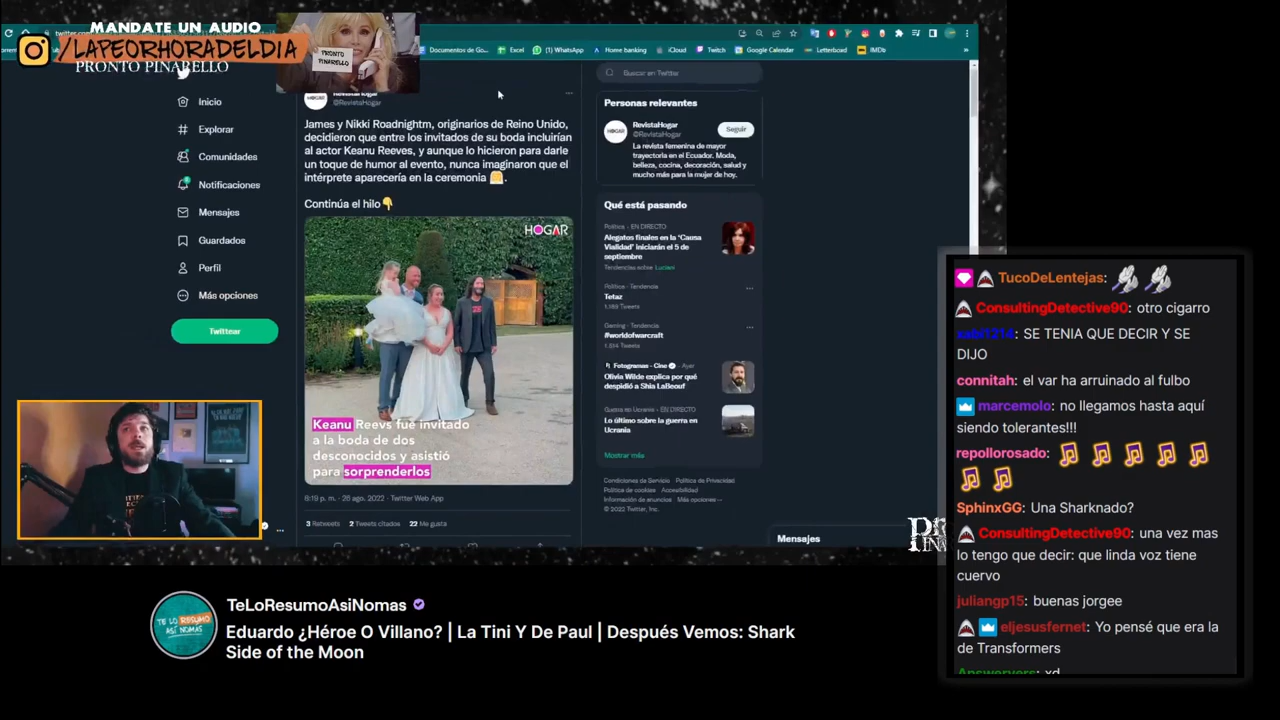 MANDATE UN AUDIO
/LAPEORHORADELDIA
PRONTO PINARELLO
PRONTO
PINARELLO
twitter.com
Documentos de Go...
Excel
(1) WhatsApp
Home banking
iCloud
Twitch
Google Calender
Letterboxd
IMDb
Inicio
Explorar
Comunidades
Notificaciones
Mensajes
Guardados
Perfil
Más opciones
Twittear
RevistaHogar
@RevistaHogar
James y Nikki Roadnightm, originarios de Reino Unido,
decidieron que entre los invitados de su boda incluirían
al actor Keanu Reeves, y aunque lo hicieron para darle
un toque de humor al evento, nunca imaginaron que el
intérprete aparecería en la ceremonia 🤗.
Continúa el hilo👇
HOGAR
Keanu Reevs fue invitado
a la boda de dos
desconocidos y asistió
para sorprenderlos
8:19 p. m. · 26 ago. 2022 · Twitter Web App
3 Retweets 2 Tweets citados 22 Me gusta
Buscar en Twitter
Personas relevantes
RevistaHogar
@RevistaHogar
Seguir
La revista femenina de mayor
trayectoria en el Ecuador. Moda,
belleza, cocina, decoración, salud y
mucho más para la mujer de hoy.
Qué está pasando
Política · EN DIRECTO
Alegatos finales en la "Causa
Vialidad" iniciarán el 5 de
septiembre
Tendencias sobre Luciani
Política · Tendencia
Tetaz
Gaming · Tendencia
#worldofwarcraft
1.514 Tweets
Fotogramas - Cine · Ayer
Olivia Wilde explica por qué
despidió a Shia LaBeouf
Guerra de Ucrania · EN DIRECTO
Lo último sobre la guerra en
Ucrania
Mostrar más
Condiciones de Servicio Política de Privacidad
Política de cookies Accesibilidad
Información de anuncios Más opciones ···
© 2022 Twitter, Inc.
Mensajes
TucoDeLentejas:
ConsultingDetective90: otro cigarro
SE TENIA QUE DECIR Y SE
DIJO
connitah: el var ha arruinado al fulbo
marcemolo: no llegamos hasta aquí
siendo tolerantes!!!
repollorosado:
SphinxGG: Una Sharknado?
ConsultingDetective90: una vez mas
lo tengo que decir: que linda voz tiene
cuervo
juliangp15: buenas jorgee
eljesusfernet: Yo pensé que era la
de Transformers
xd
TE LO
RESUMO
ASÍ NOMÁS
TeLoResumoAsiNomas
Eduardo ¿Héroe O Villano? | La Tini Y De Paul | Después Vemos: Shark
Side of the Moon